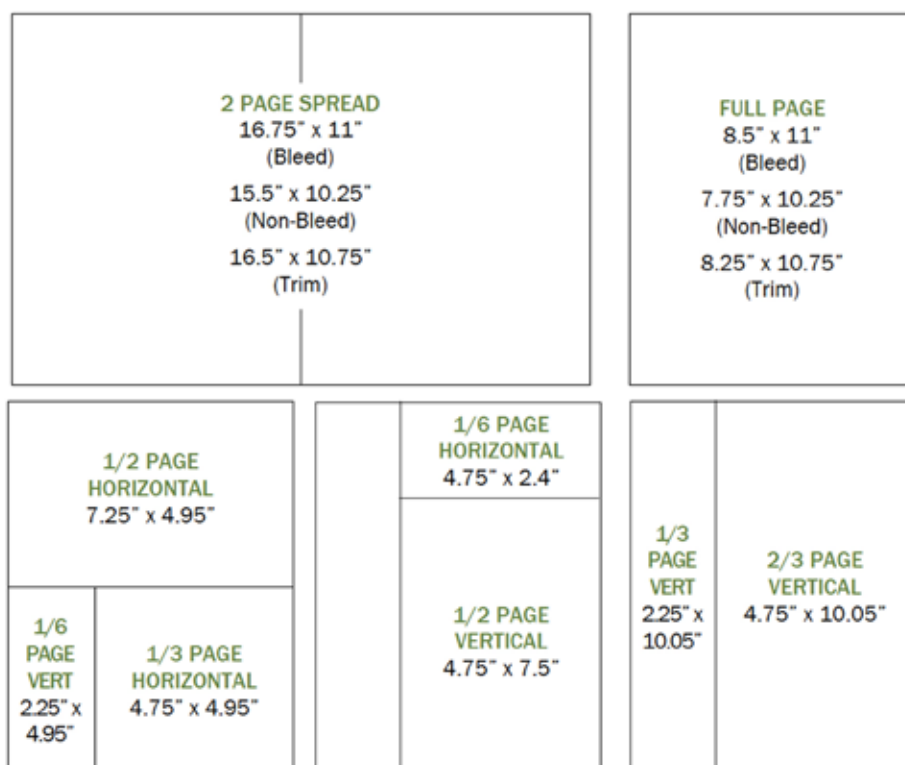 2 PAGE SPREAD
16.75” x 11”
(Bleed)
15.5” x 10.25”
(Non-Bleed)
16.5” x 10.75”
(Trim)
FULL PAGE
8.5” x 11”
(Bleed)
7.75” x 10.25”
(Non-Bleed)
8.25” x 10.75”
(Trim)
1/2 PAGE
HORIZONTAL
7.25” x 4.95”
1/6
PAGE
VERT
2.25” x
4.95”
1/3 PAGE
HORIZONTAL
4.75” x 4.95”
1/6 PAGE
HORIZONTAL
4.75” x 2.4”
1/2 PAGE
VERTICAL
4.75” x 7.5”
1/3
PAGE
VERT
2.25” x
10.05”
2/3 PAGE
VERTICAL
4.75” x 10.05”